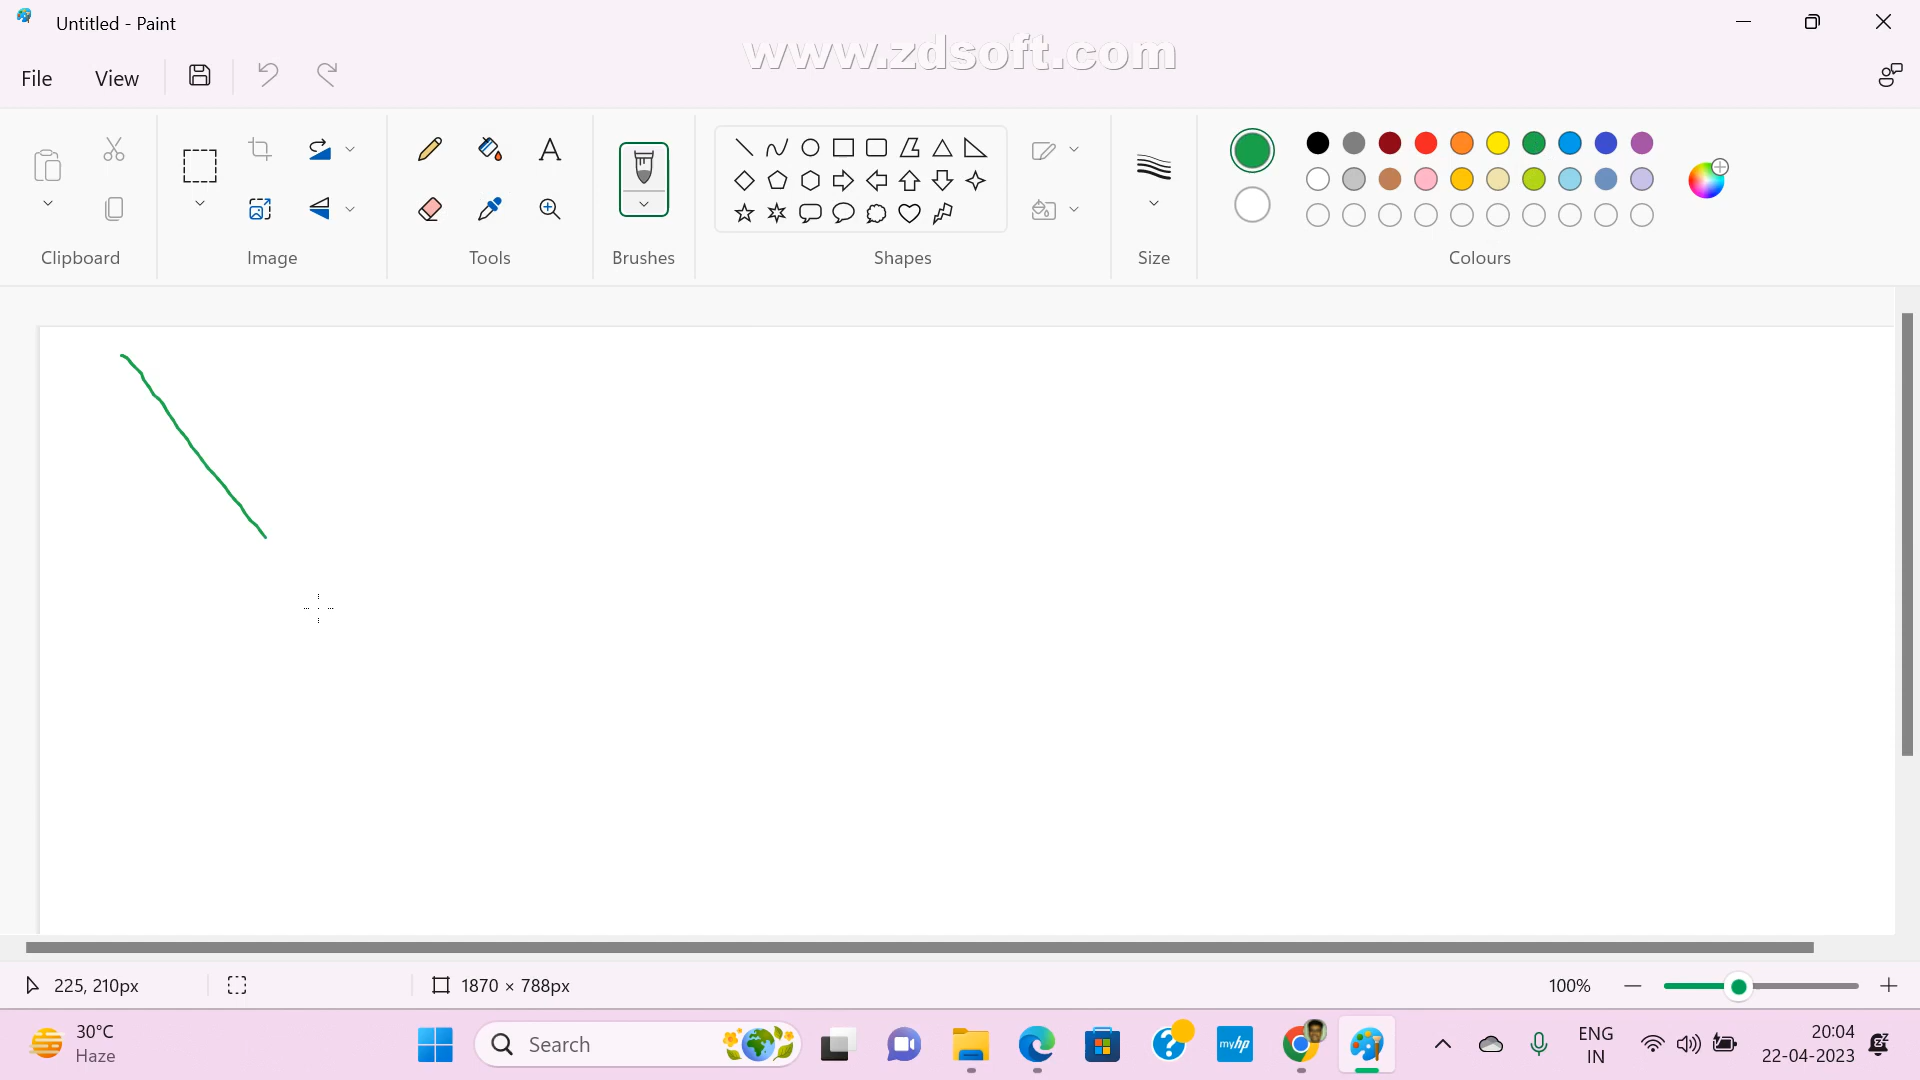 Untitled - Paint
www.zdsoft.com
File View
Clipboard Image Tools Brushes Shapes Size Colours
225, 210px 1870 × 788px 100%
30°C
Haze
Search
myhp
ENG
IN
20:04
22-04-2023